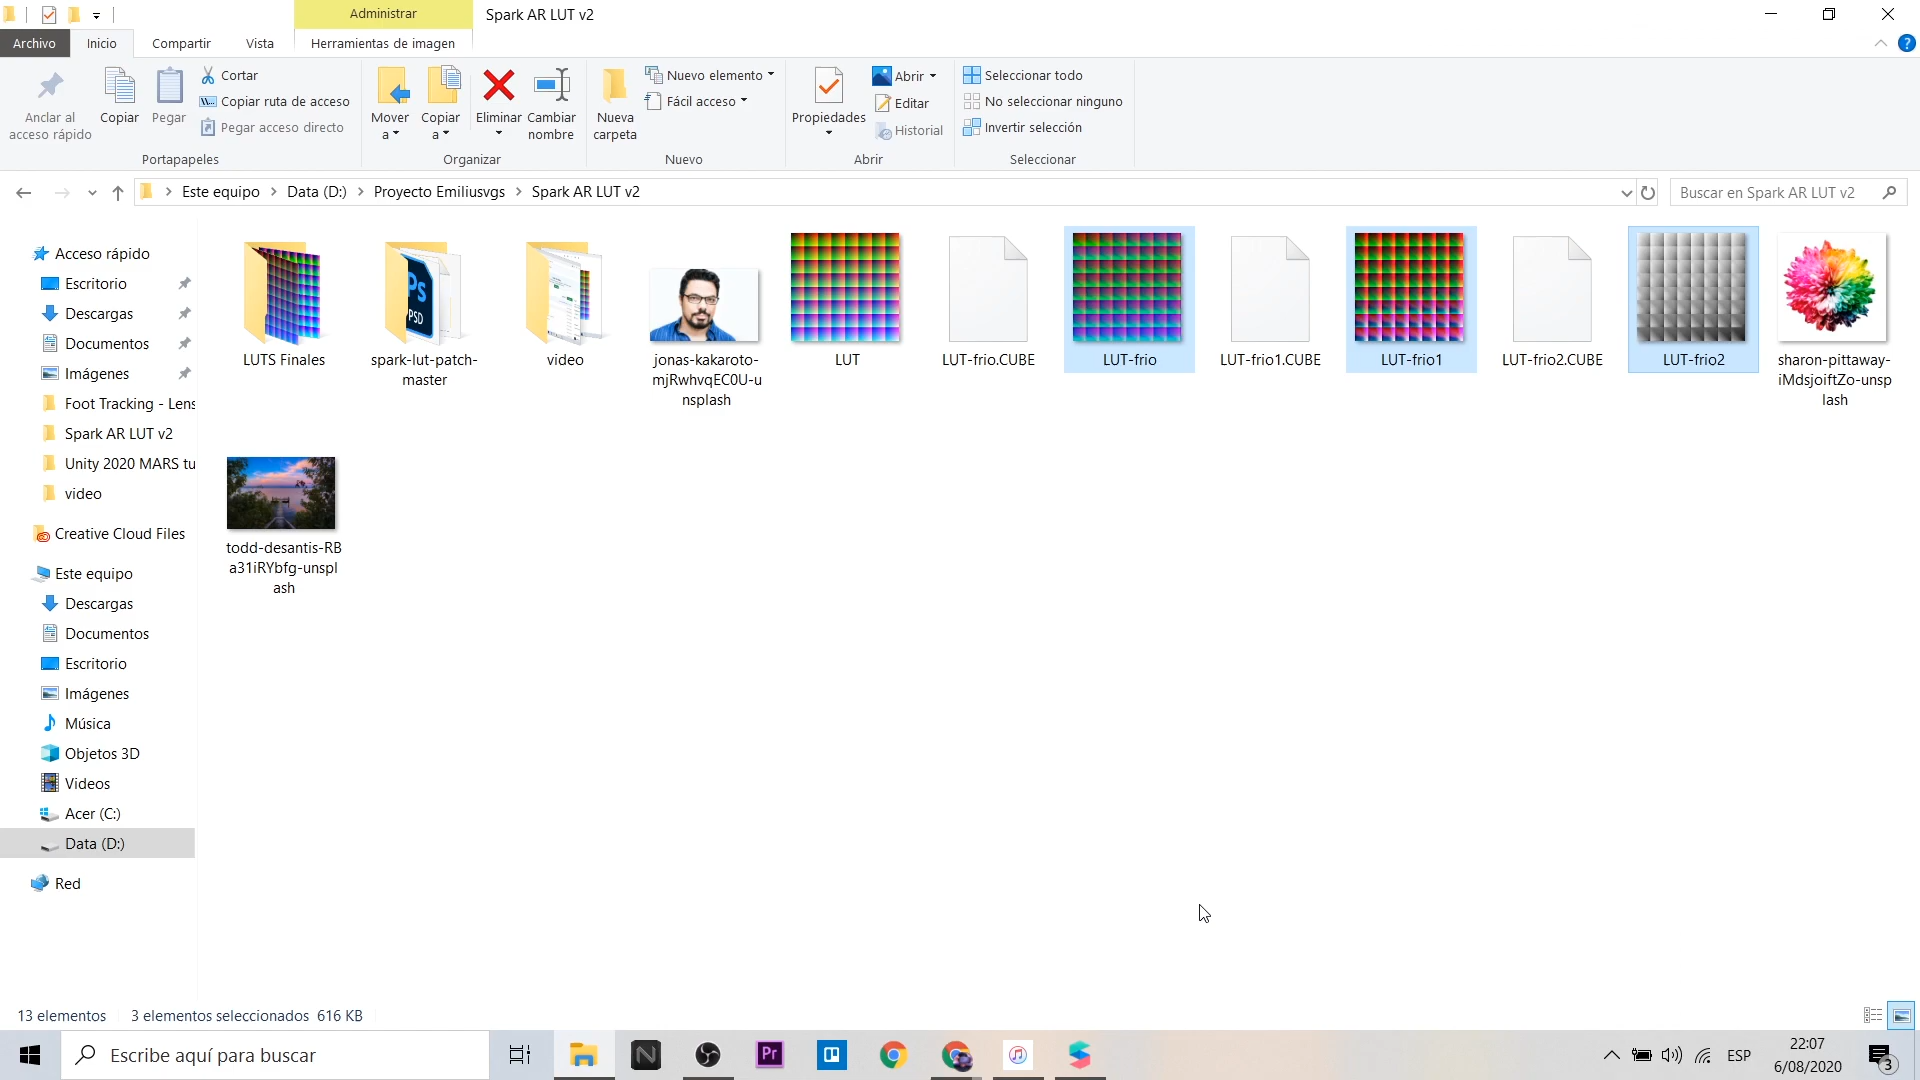 Administrar
Spark AR LUT v2
Archivo
Inicio
Compartir
Vista
Herramientas de imagen
Anclar al
acceso rápido
Copiar
Pegar
Cortar
Copiar ruta de acceso
Pegar acceso directo
Portapapeles
Mover
a
Copiar
a
Eliminar
Cambiar
nombre
Organizar
Nueva
carpeta
Nuevo elemento
Fácil acceso
Nuevo
Propiedades
Abrir
Editar
Historial
Abrir
Seleccionar todo
No seleccionar ninguno
Invertir selección
Seleccionar
Este equipo > Data (D:) > Proyecto Emiliusvgs > Spark AR LUT v2
Buscar en Spark AR LUT v2
Acceso rápido
Escritorio
Descargas
Documentos
Imágenes
Foot Tracking - Lens
Spark AR LUT v2
Unity 2020 MARS tu
video
Creative Cloud Files
Este equipo
Descargas
Documentos
Escritorio
Imágenes
Música
Objetos 3D
Videos
Acer (C:)
Data (D:)
Red
LUTS Finales
Ps
PSD
spark-lut-patch-
master
video
jonas-kakaroto-
mjRwhvqEC0U-u
nsplash
LUT
LUT-frio.CUBE
LUT-frio
LUT-frio1.CUBE
LUT-frio1
LUT-frio2.CUBE
LUT-frio2
sharon-pittaway-
iMdsjoiftZo-unsp
lash
todd-desantis-RB
a31iRYbfg-unspl
ash
13 elementos
3 elementos seleccionados 616 KB
Escribe aquí para buscar
N
Pr
ESP
22:07
6/08/2020
3